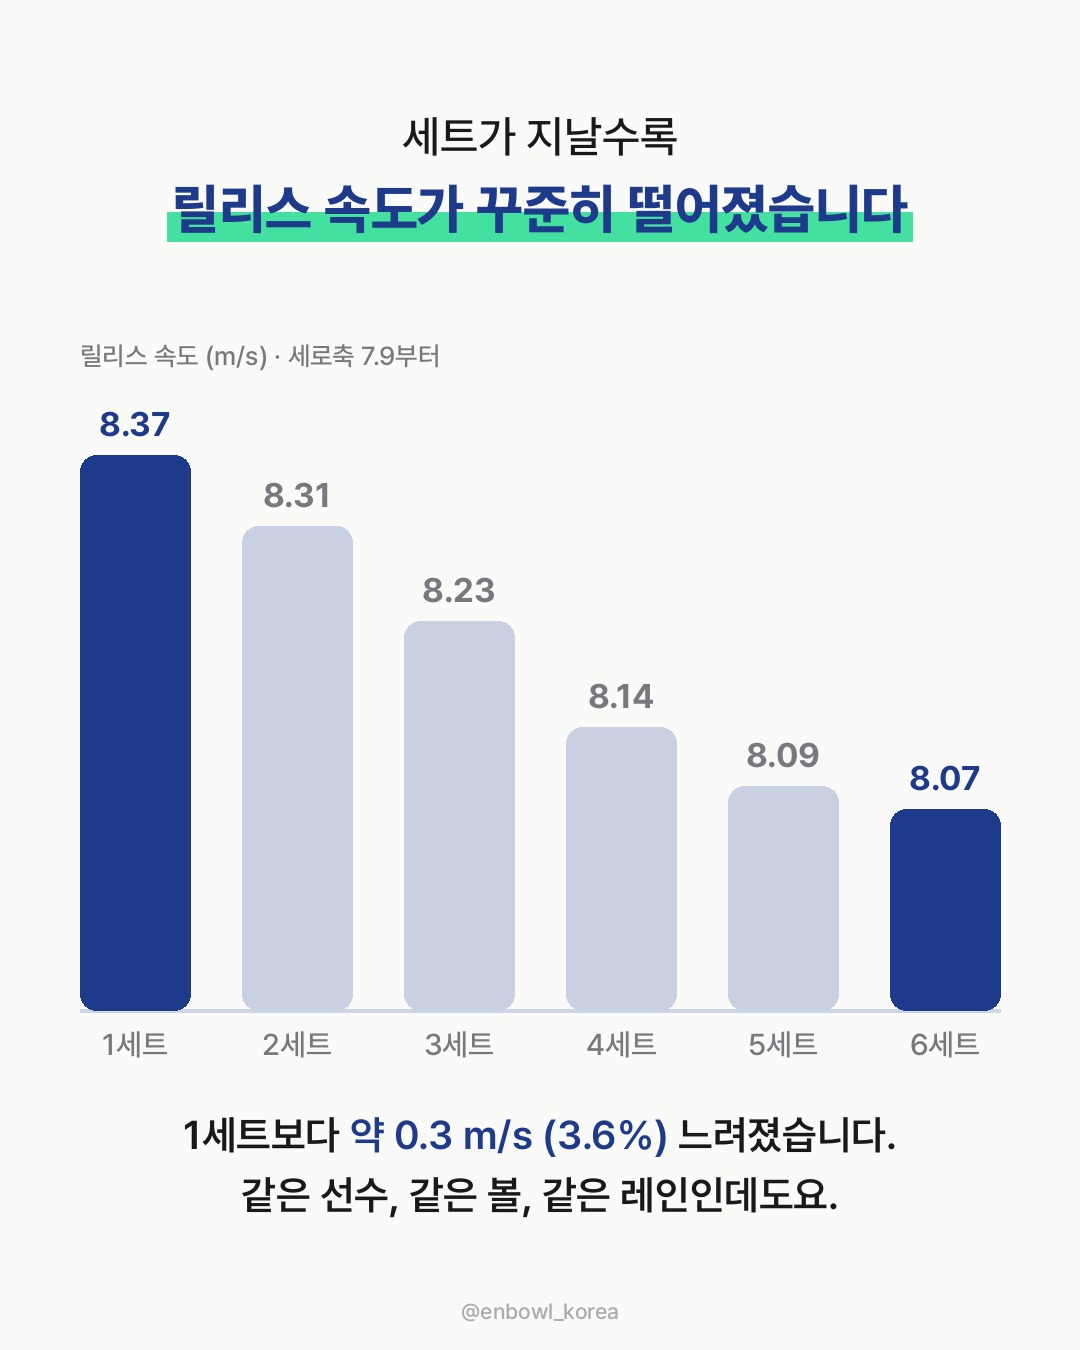 세트가 지날수록
릴리스 속도가 꾸준히 떨어졌습니다
릴리스 속도 (m/s) · 세로축 7.9부터
8.37
8.31
8.23
8.14
8.09
8.07
1세트
2세트
3세트
4세트
5세트
6세트
1세트보다 약 0.3 m/s (3.6%) 느려졌습니다.
같은 선수, 같은 볼, 같은 레인인데도요.
@enbowl_korea